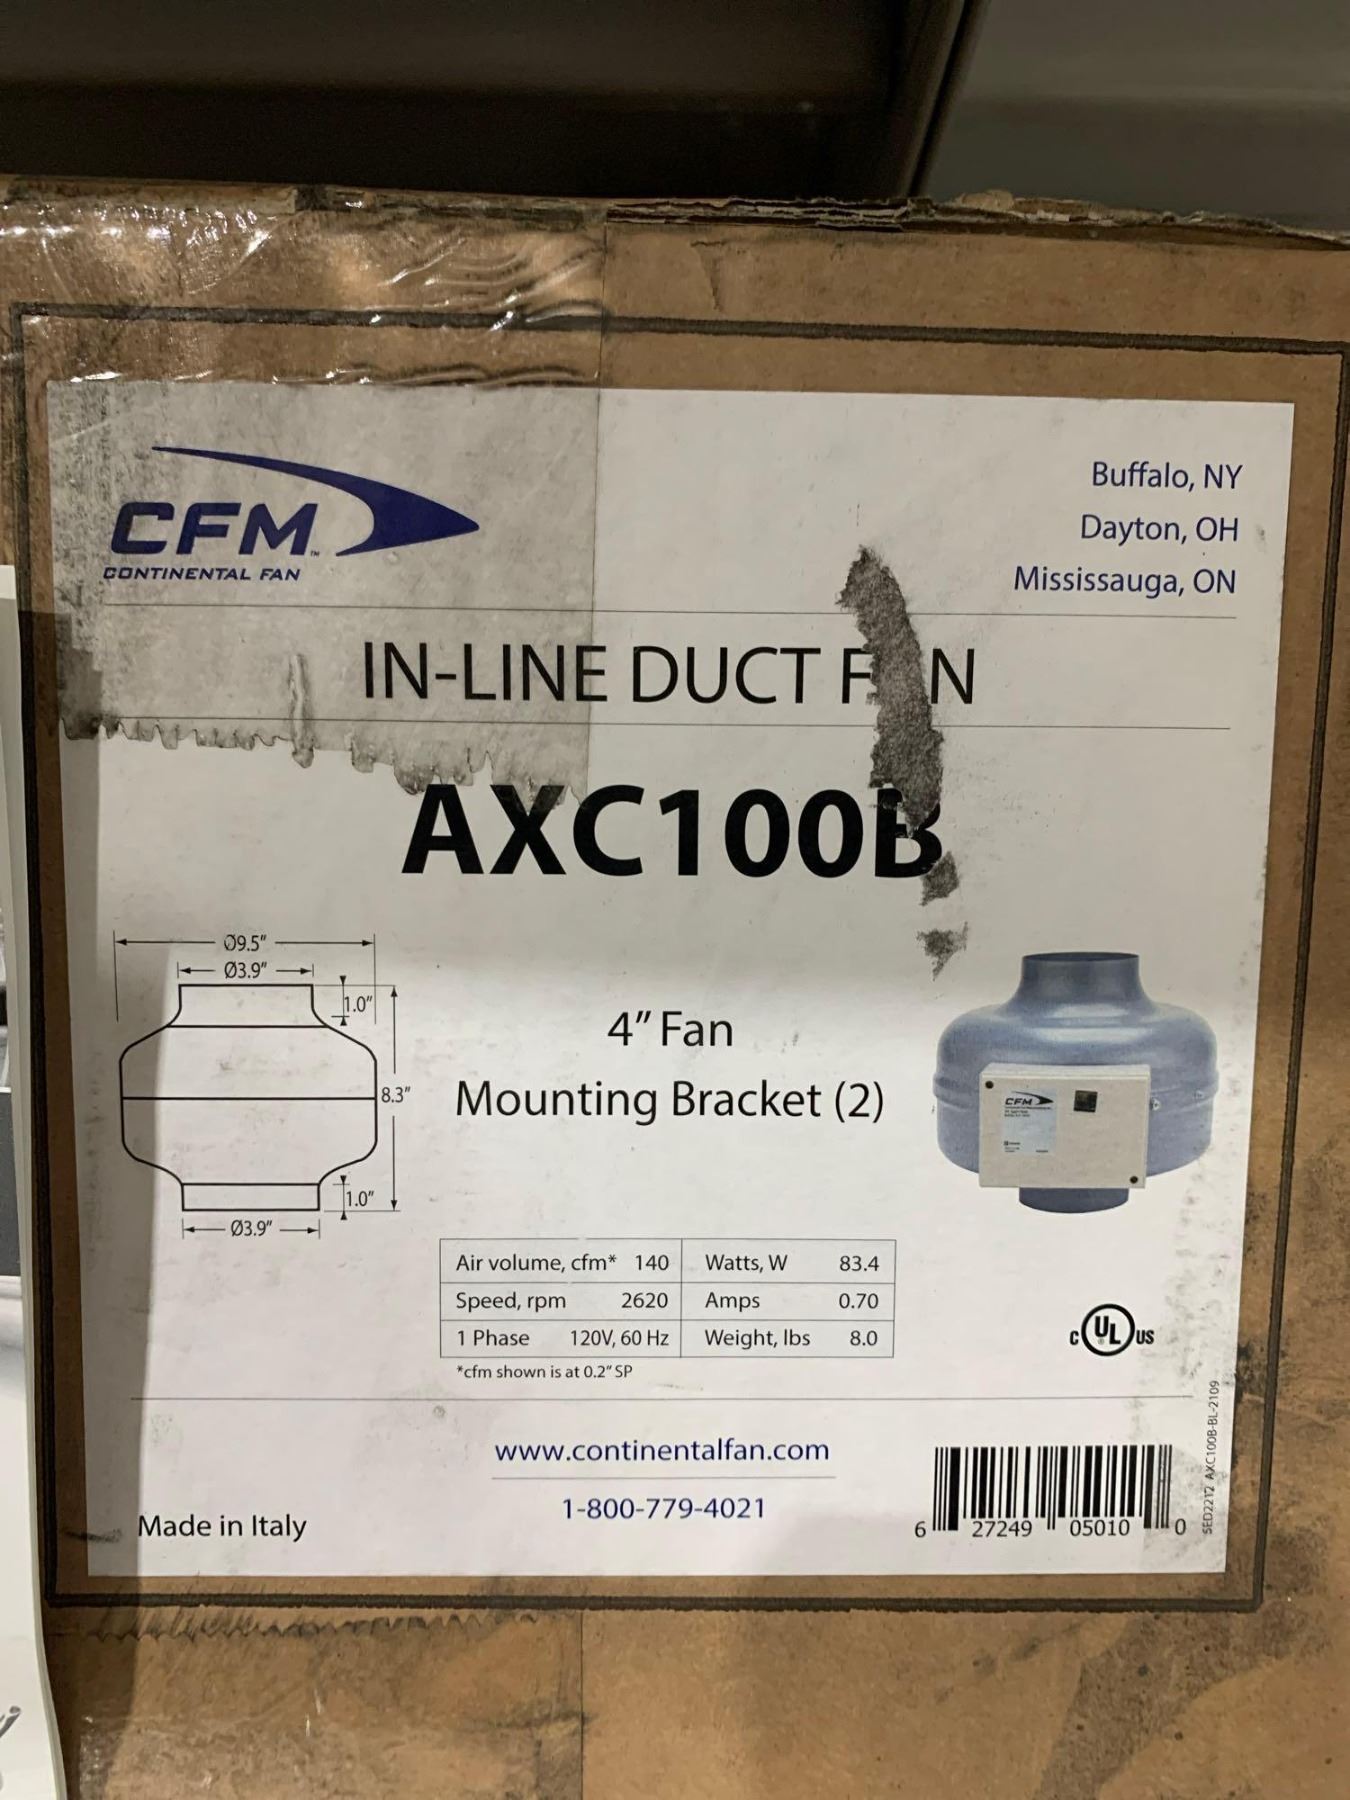 CFM™
CONTINENTAL FAN
Buffalo, NY
Dayton, OH
Mississauga, ON
IN-LINE DUCT FAN
AXC100B
Ø9.5"
Ø3.9"
1.0"
8.3"
1.0"
Ø3.9"
4" Fan
Mounting Bracket (2)
CFM
Air volume, cfm* 140 Watts, W 83.4
Speed, rpm 2620 Amps 0.70
1 Phase 120V, 60 Hz Weight, lbs 8.0
*cfm shown is at 0.2" SP
C UL US
www.continentalfan.com
1-800-779-4021
Made in Italy
6 27249 05010 0
SED2212 AXC100B-BL-2109